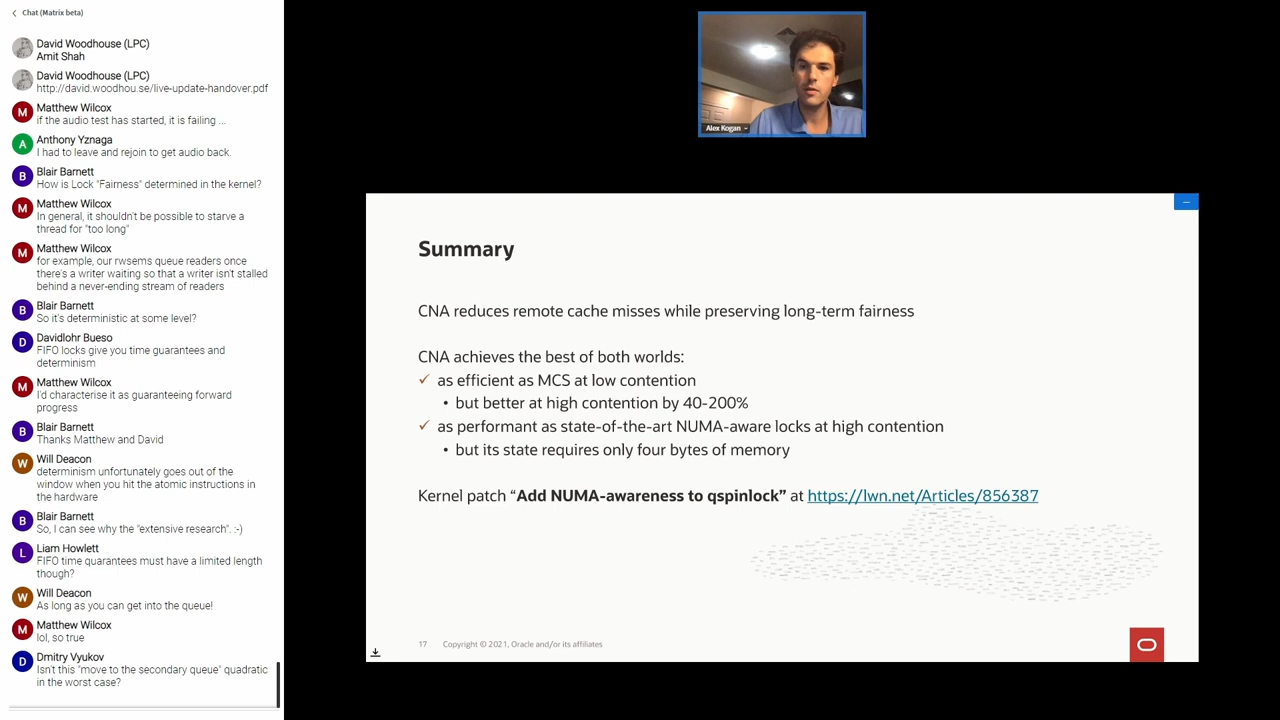 Chat (Matrix beta)
David Woodhouse (LPC)
Amit Shah
David Woodhouse (LPC)
http://david.woodhou.se/live-update-handover.pdf
M
Matthew Wilcox
if the audio test has started, it is failing ...
A
Anthony Yznaga
I had to leave and rejoin to get audio back.
B
Blair Barnett
How is Lock "Fairness" determined in the kernel?
M
Matthew Wilcox
In general, it shouldn't be possible to starve a
thread for "too long"
M
Matthew Wilcox
for example, our rwsems queue readers once
there's a writer waiting so that a writer isn't stalled
behind a never-ending stream of readers
B
Blair Barnett
So it's deterministic at some level?
D
Davidlohr Bueso
FIFO locks give you time guarantees and
determinism
M
Matthew Wilcox
I'd characterise it as guaranteeing forward
progress
B
Blair Barnett
Thanks Matthew and David
W
Will Deacon
determinism unfortunately goes out of the
window when you hit the atomic instructions in
the hardware
B
Blair Barnett
So, I can see why the "extensive research". :-)
L
Liam Howlett
FIFO time quarantees must have a limited length
though?
W
Will Deacon
As long as you can get into the queue!
M
Matthew Wilcox
lol, so true
D
Dmitry Vyukov
Isn't this "move to the secondary queue" quadratic
in the worst case?
Alex Kogan
Summary
CNA reduces remote cache misses while preserving long-term fairness
CNA achieves the best of both worlds:
✓ as efficient as MCS at low contention
• but better at high contention by 40-200%
✓ as performant as state-of-the-art NUMA-aware locks at high contention
• but its state requires only four bytes of memory
Kernel patch “Add NUMA-awareness to qspinlock” at https://lwn.net/Articles/856387
17 Copyright © 2021, Oracle and/or its affiliates